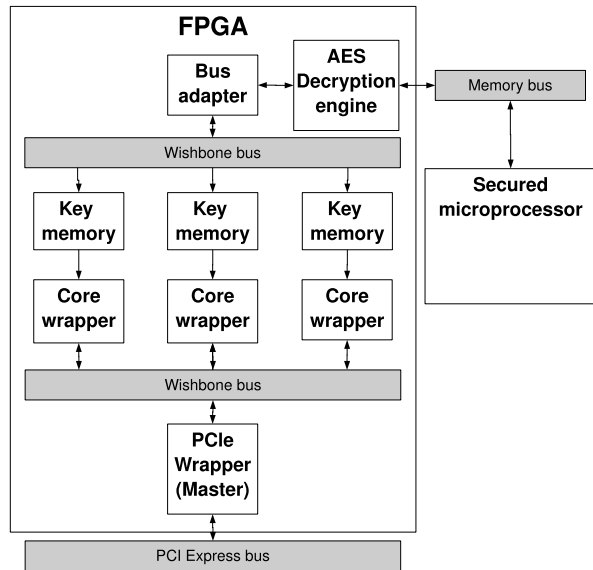 FPGA
Bus
adapter
AES
Decryption
engine
Memory bus
Wishbone bus
Secured
microprocessor
Key
memory
Key
memory
Key
memory
Core
wrapper
Core
wrapper
Core
wrapper
Wishbone bus
PCIe
Wrapper
(Master)
PCI Express bus